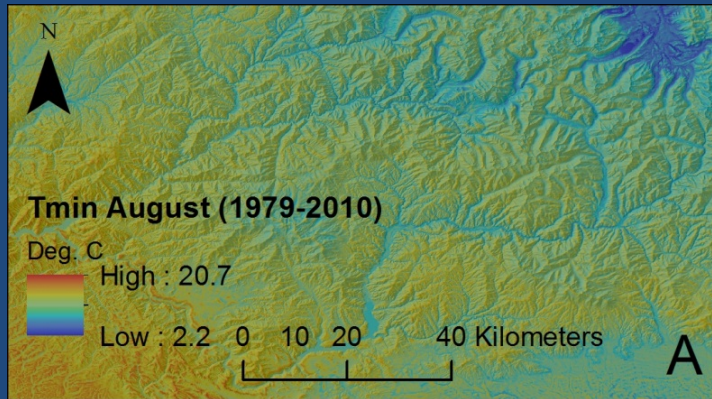 N
Tmin August (1979-2010)
Deg. C
High : 20.7
Low : 2.2
0 10 20 40 Kilometers
A